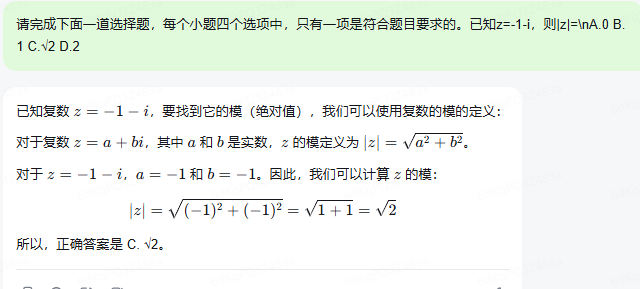 请完成下面一道选择题，每个小题四个选项中，只有一项是符合题目要求的。已知z=-1-i，则|z|=\nA.0 B.
1 C.√2 D.2
已知复数 z = −1 − i，要找到它的模（绝对值），我们可以使用复数的模的定义：
对于复数 z = a + bi，其中 a 和 b 是实数，z 的模定义为 |z| = √(a² + b²)。
对于 z = −1 − i，a = −1 和 b = −1。因此，我们可以计算 z 的模：
|z| = √((−1)² + (−1)²) = √(1 + 1) = √2
所以，正确答案是 C. √2。